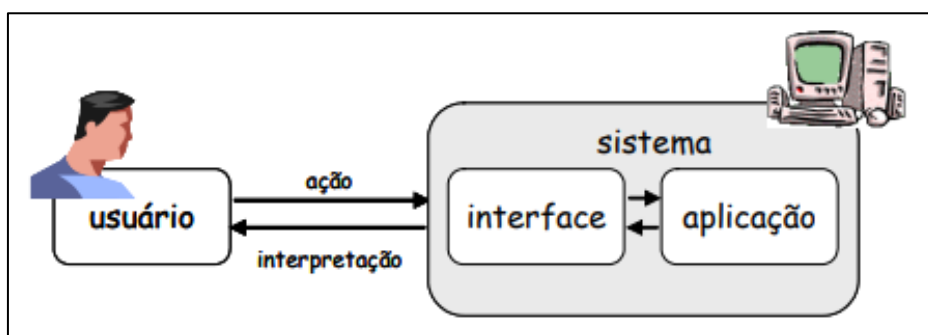 sistema
ação
usuário
interface
aplicação
interpretação